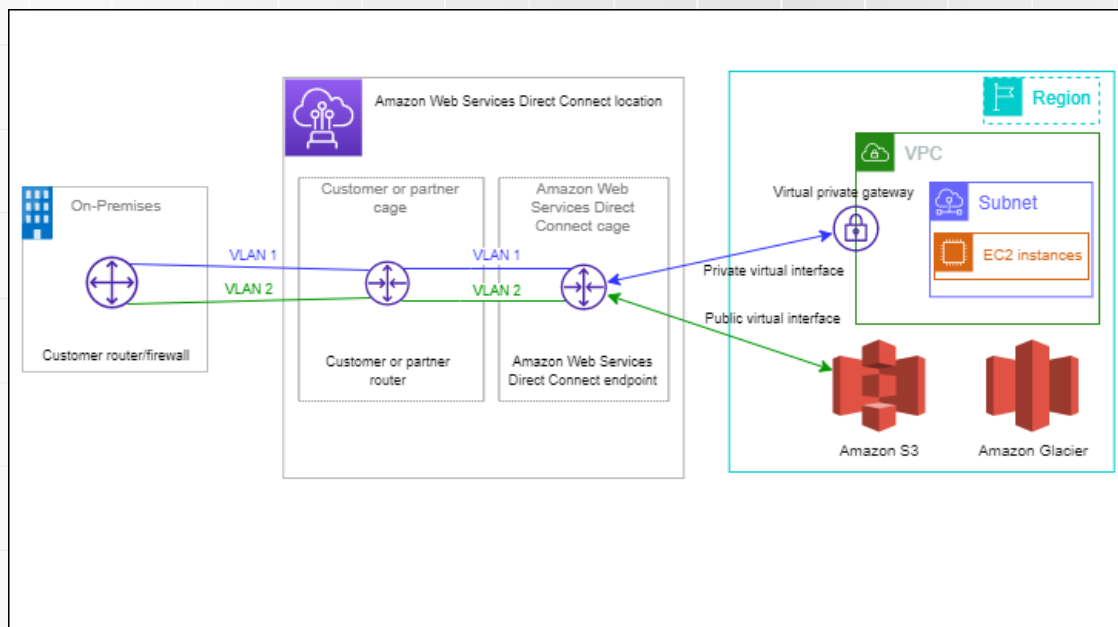 Amazon Web Services Direct Connect location
Region
VPC
Customer or partner
cage
Amazon Web
Services Direct
Connect cage
Virtual private gateway
On-Premises
Subnet
EC2 instances
VLAN 1
VLAN 1
VLAN 2
VLAN 2
Private virtual interface
Public virtual interface
Customer router/firewall
Customer or partner
router
Amazon Web Services
Direct Connect endpoint
Amazon S3
Amazon Glacier